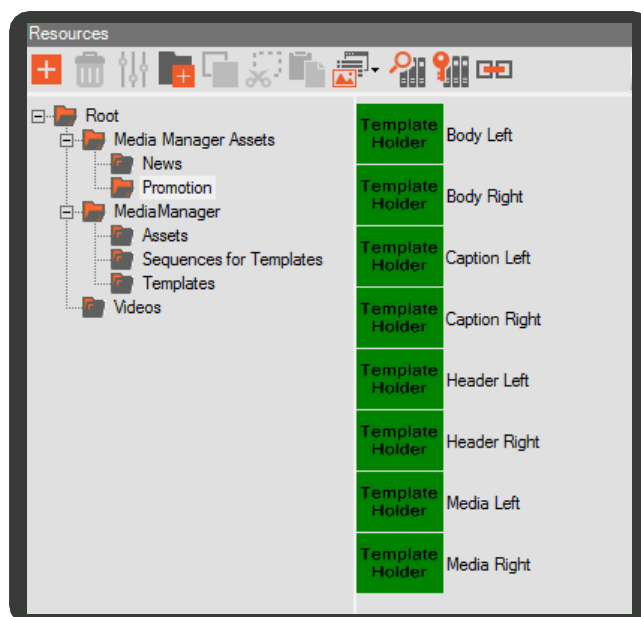 Resources
Root
Media Manager Assets
News
Promotion
MediaManager
Assets
Sequences for Templates
Templates
Videos
Template
Holder
Body Left
Template
Holder
Body Right
Template
Holder
Caption Left
Template
Holder
Caption Right
Template
Holder
Header Left
Template
Holder
Header Right
Template
Holder
Media Left
Template
Holder
Media Right